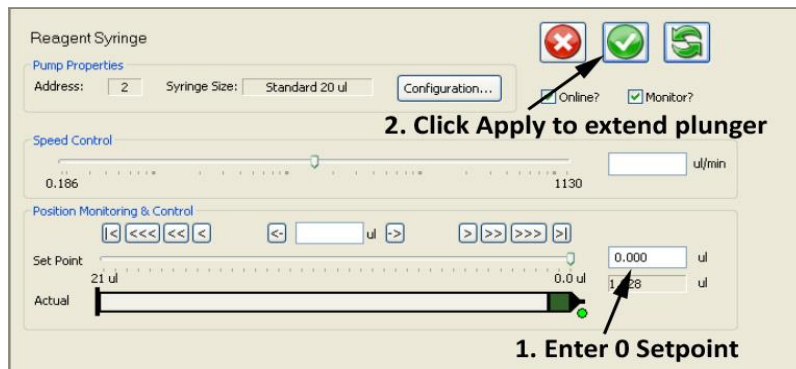 Reagent Syringe
Pump Properties
Address: 2 Syringe Size: Standard 20 ul Configuration...
Online? Monitor?
2. Click Apply to extend plunger
Speed Control
ul/min
0.186 1130
Position Monitoring & Control
|< <<< << < <- ul -> > >> >>> >|
Set Point 0.000 ul
21 ul 0.0 ul
ul
Actual
1. Enter 0 Setpoint